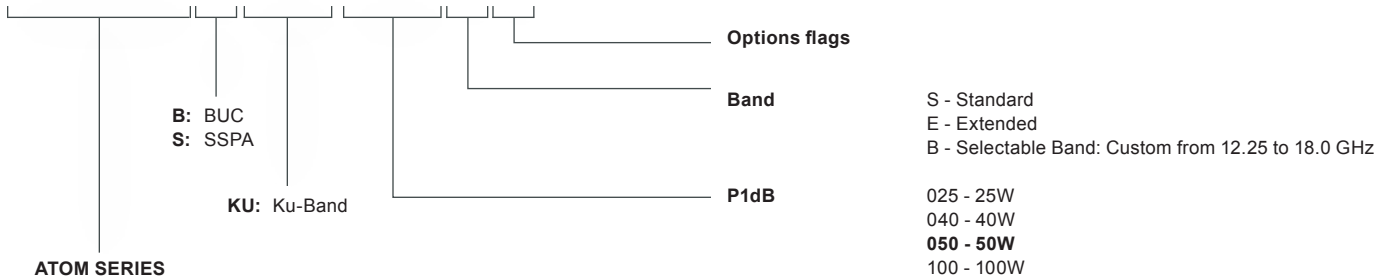 Options flags
Band S - Standard
E - Extended
B - Selectable Band: Custom from 12.25 to 18.0 GHz
B: BUC
S: SSPA
P1dB 025 - 25W
KU: Ku-Band
040 - 40W
050 - 50W
ATOM SERIES
100 - 100W